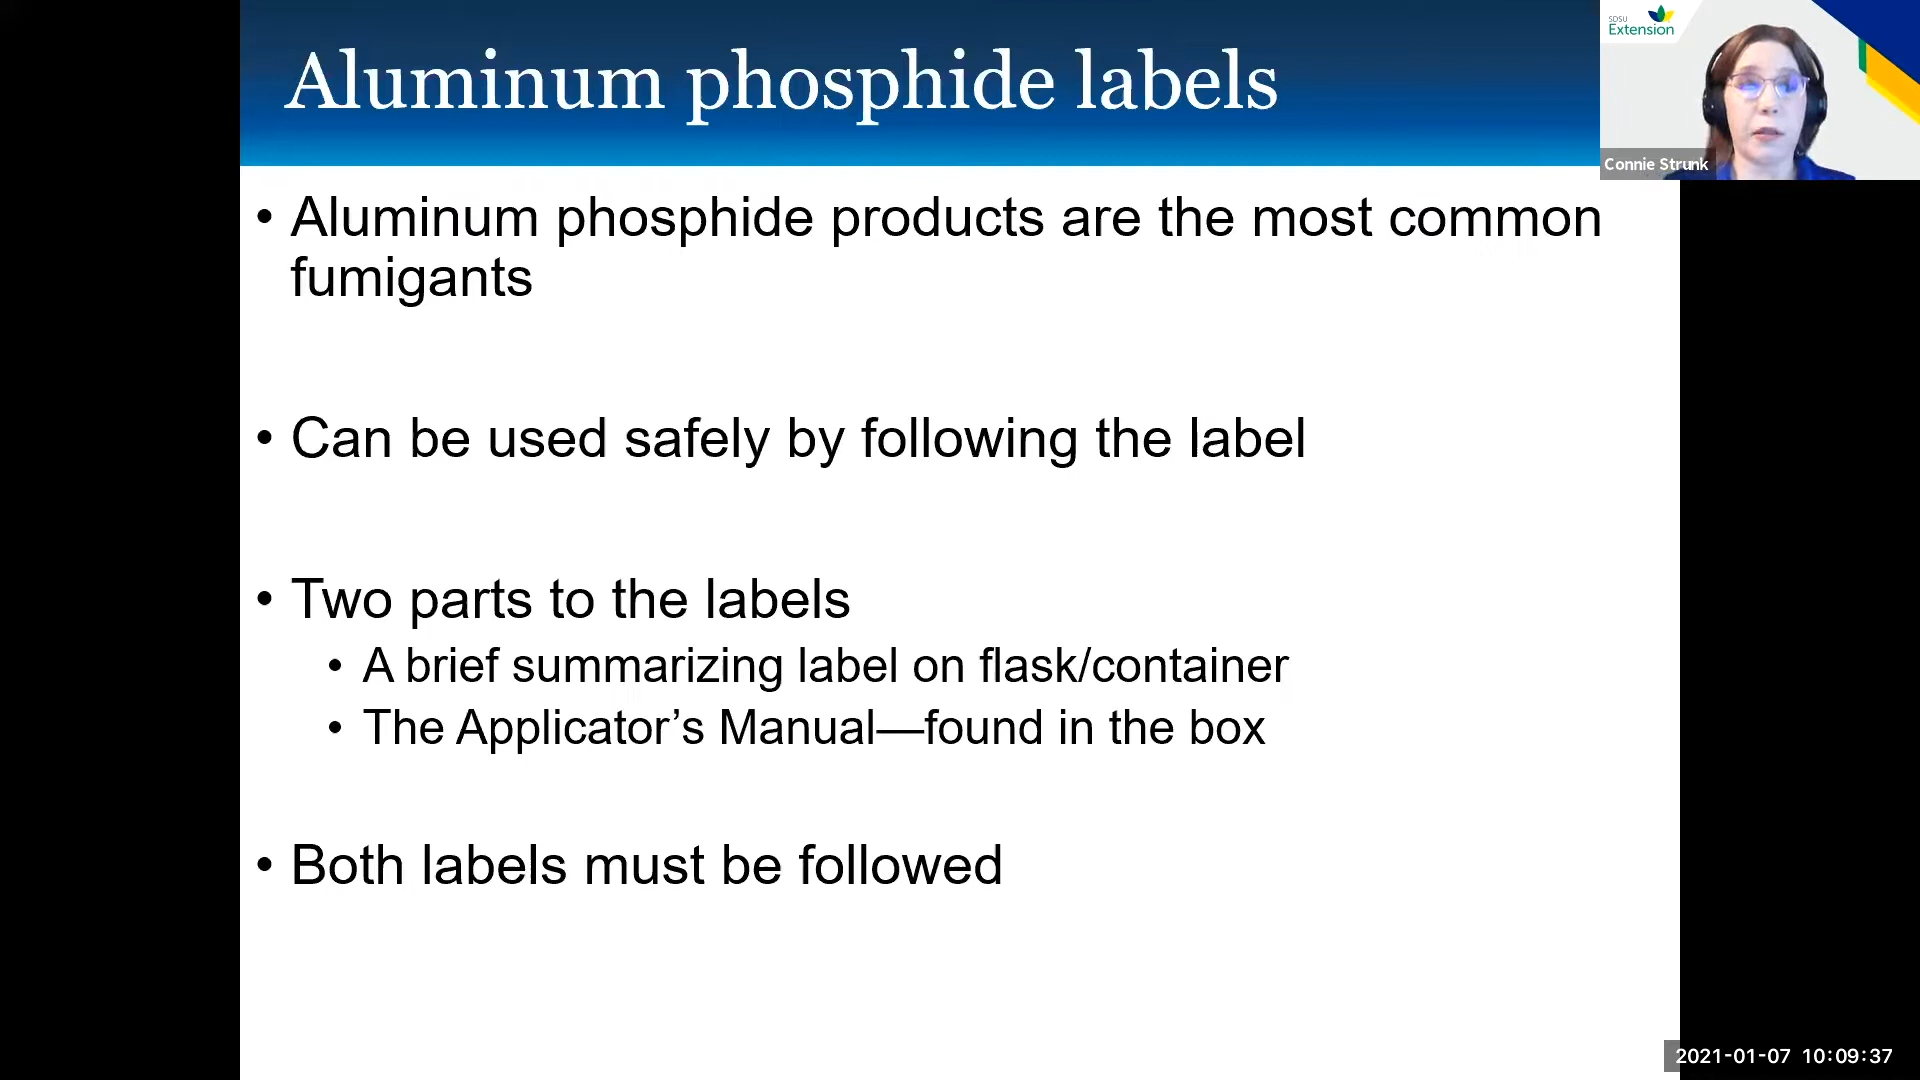 Aluminum phosphide labels
SDSU
Extension
Connie Strunk
• Aluminum phosphide products are the most common
fumigants
• Can be used safely by following the label
• Two parts to the labels
• A brief summarizing label on flask/container
• The Applicator’s Manual—found in the box
• Both labels must be followed
2021-01-07 10:09:37